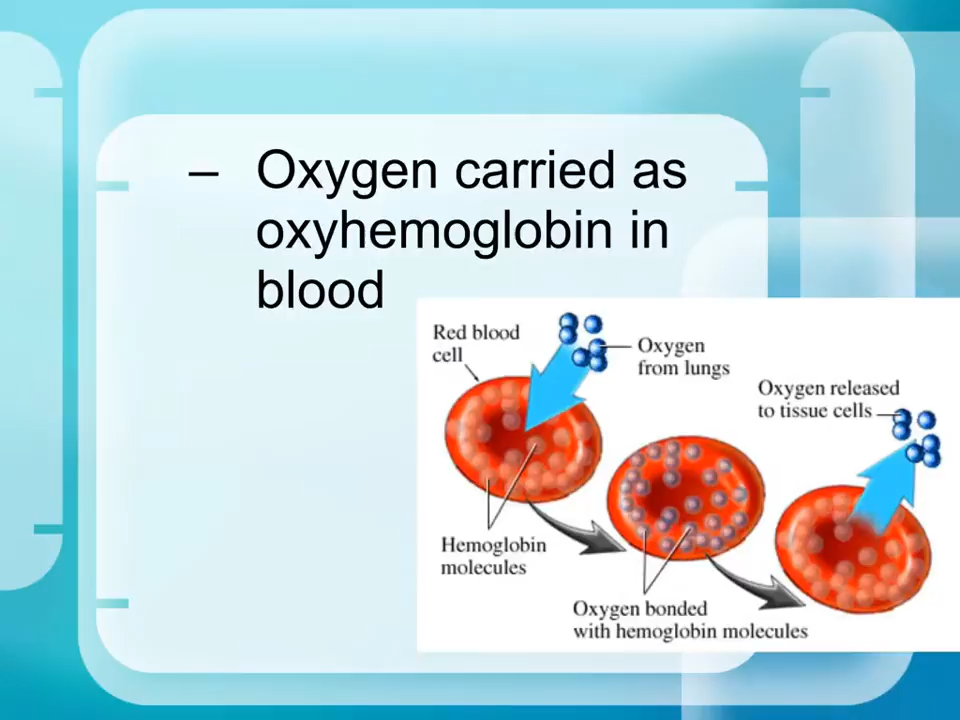 – Oxygen carried as
oxyhemoglobin in
blood
Red blood
cell
Oxygen
from lungs
Oxygen released
to tissue cells
Hemoglobin
molecules
Oxygen bonded
with hemoglobin molecules